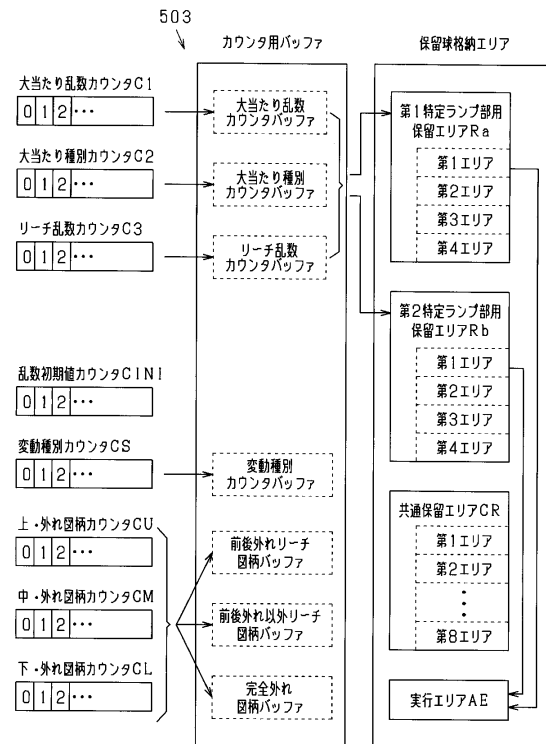 503
カウンタ用バッファ
保留球格納エリア
大当たり乱数カウンタC1
0 1 2 ･･･
大当たり種別カウンタC2
0 1 2 ･･･
リーチ乱数カウンタC3
0 1 2 ･･･
乱数初期値カウンタCINI
0 1 2 ･･･
変動種別カウンタCS
0 1 2 ･･･
上・外れ図柄カウンタCU
0 1 2 ･･･
中・外れ図柄カウンタCM
0 1 2 ･･･
下・外れ図柄カウンタCL
0 1 2 ･･･
大当たり乱数
カウンタバッファ
大当たり種別
カウンタバッファ
リーチ乱数
カウンタバッファ
変動種別
カウンタバッファ
前後外れリーチ
図柄バッファ
前後外れ以外リーチ
図柄バッファ
完全外れ
図柄バッファ
第1特定ランプ部用
保留エリアRa
第1エリア
第2エリア
第3エリア
第4エリア
第2特定ランプ部用
保留エリアRb
第1エリア
第2エリア
第3エリア
第4エリア
共通保留エリアCR
第1エリア
第2エリア
・
・
・
第8エリア
実行エリアAE